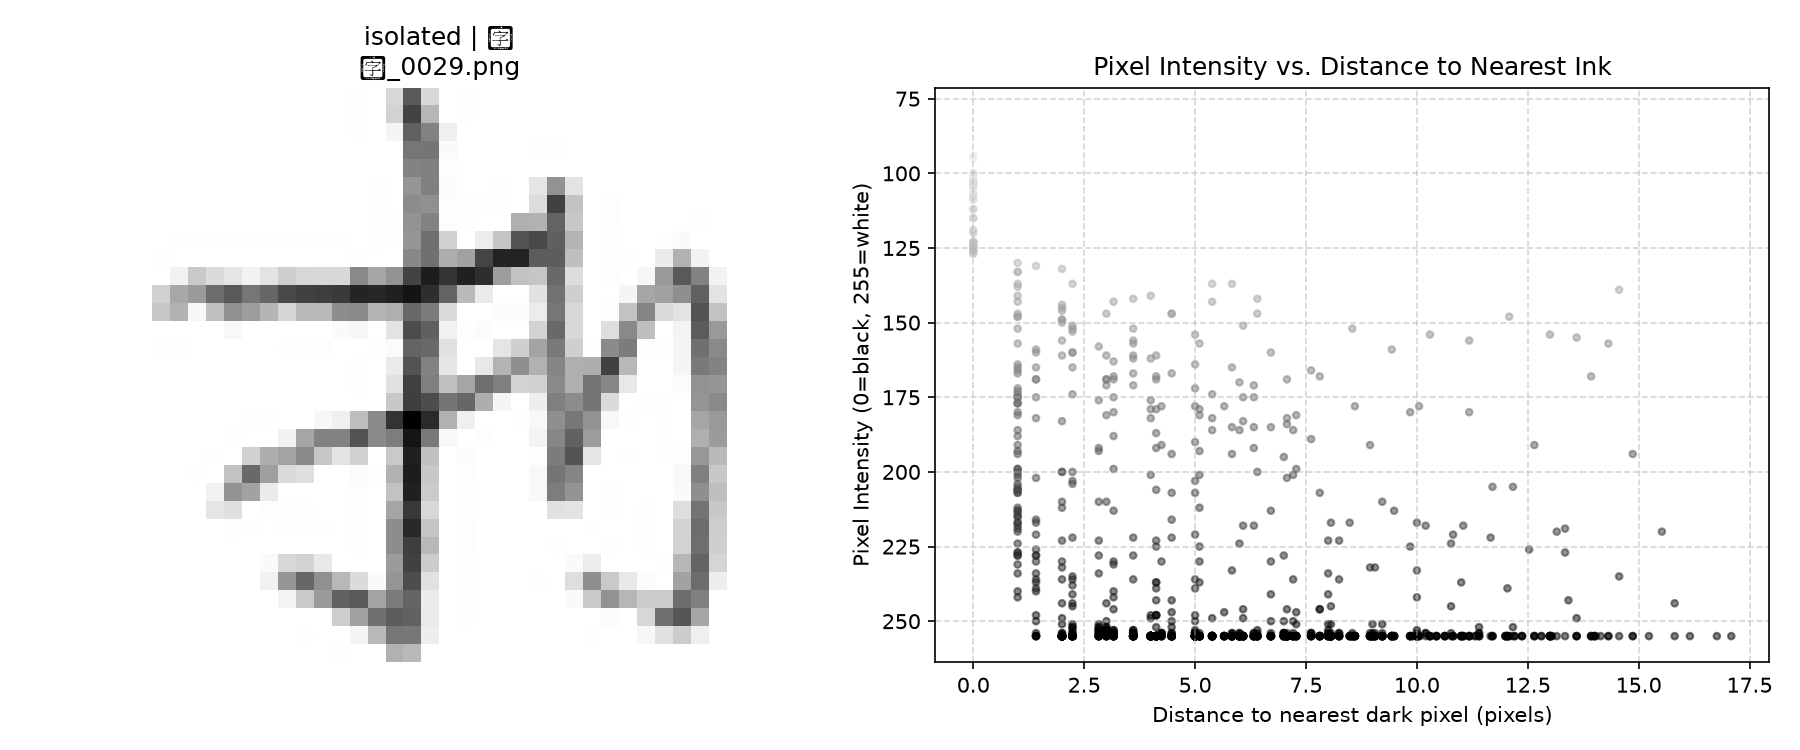 isolated |
_0029.png
Pixel Intensity vs. Distance to Nearest Ink
75
100
125
150
175
200
225
250
Pixel Intensity (0=black, 255=white)
0.0 2.5 5.0 7.5 10.0 12.5 15.0 17.5
Distance to nearest dark pixel (pixels)